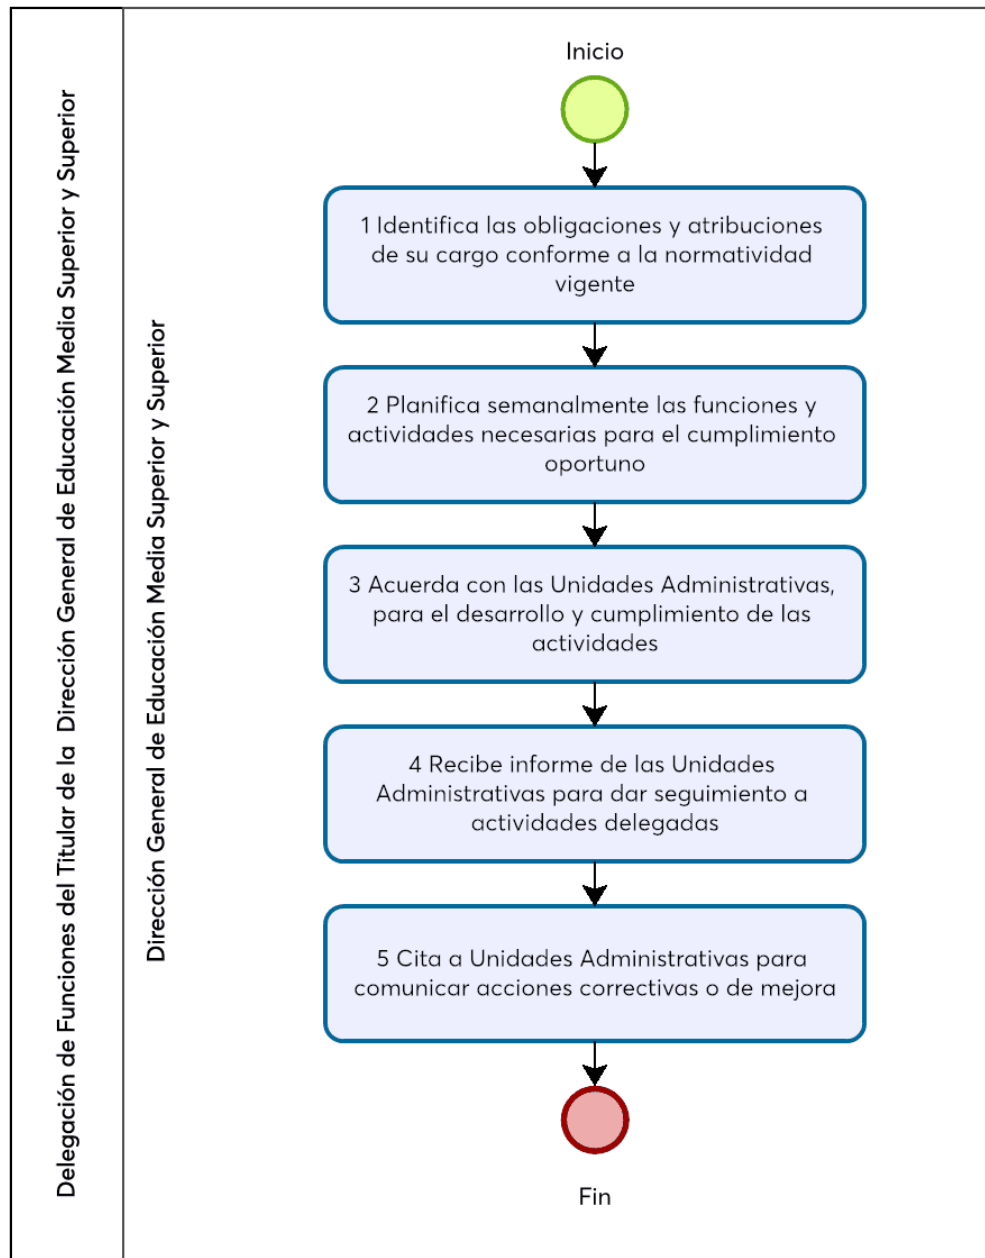 Delegación de Funciones del Titular de la Dirección General de Educación Media Superior y Superior
Dirección General de Educación Media Superior y Superior
Inicio
1 Identifica las obligaciones y atribuciones
de su cargo conforme a la normatividad
vigente
2 Planifica semanalmente las funciones y
actividades necesarias para el cumplimiento
oportuno
3 Acuerda con las Unidades Administrativas,
para el desarrollo y cumplimiento de las
actividades
4 Recibe informe de las Unidades
Administrativas para dar seguimiento a
actividades delegadas
5 Cita a Unidades Administrativas para
comunicar acciones correctivas o de mejora
Fin